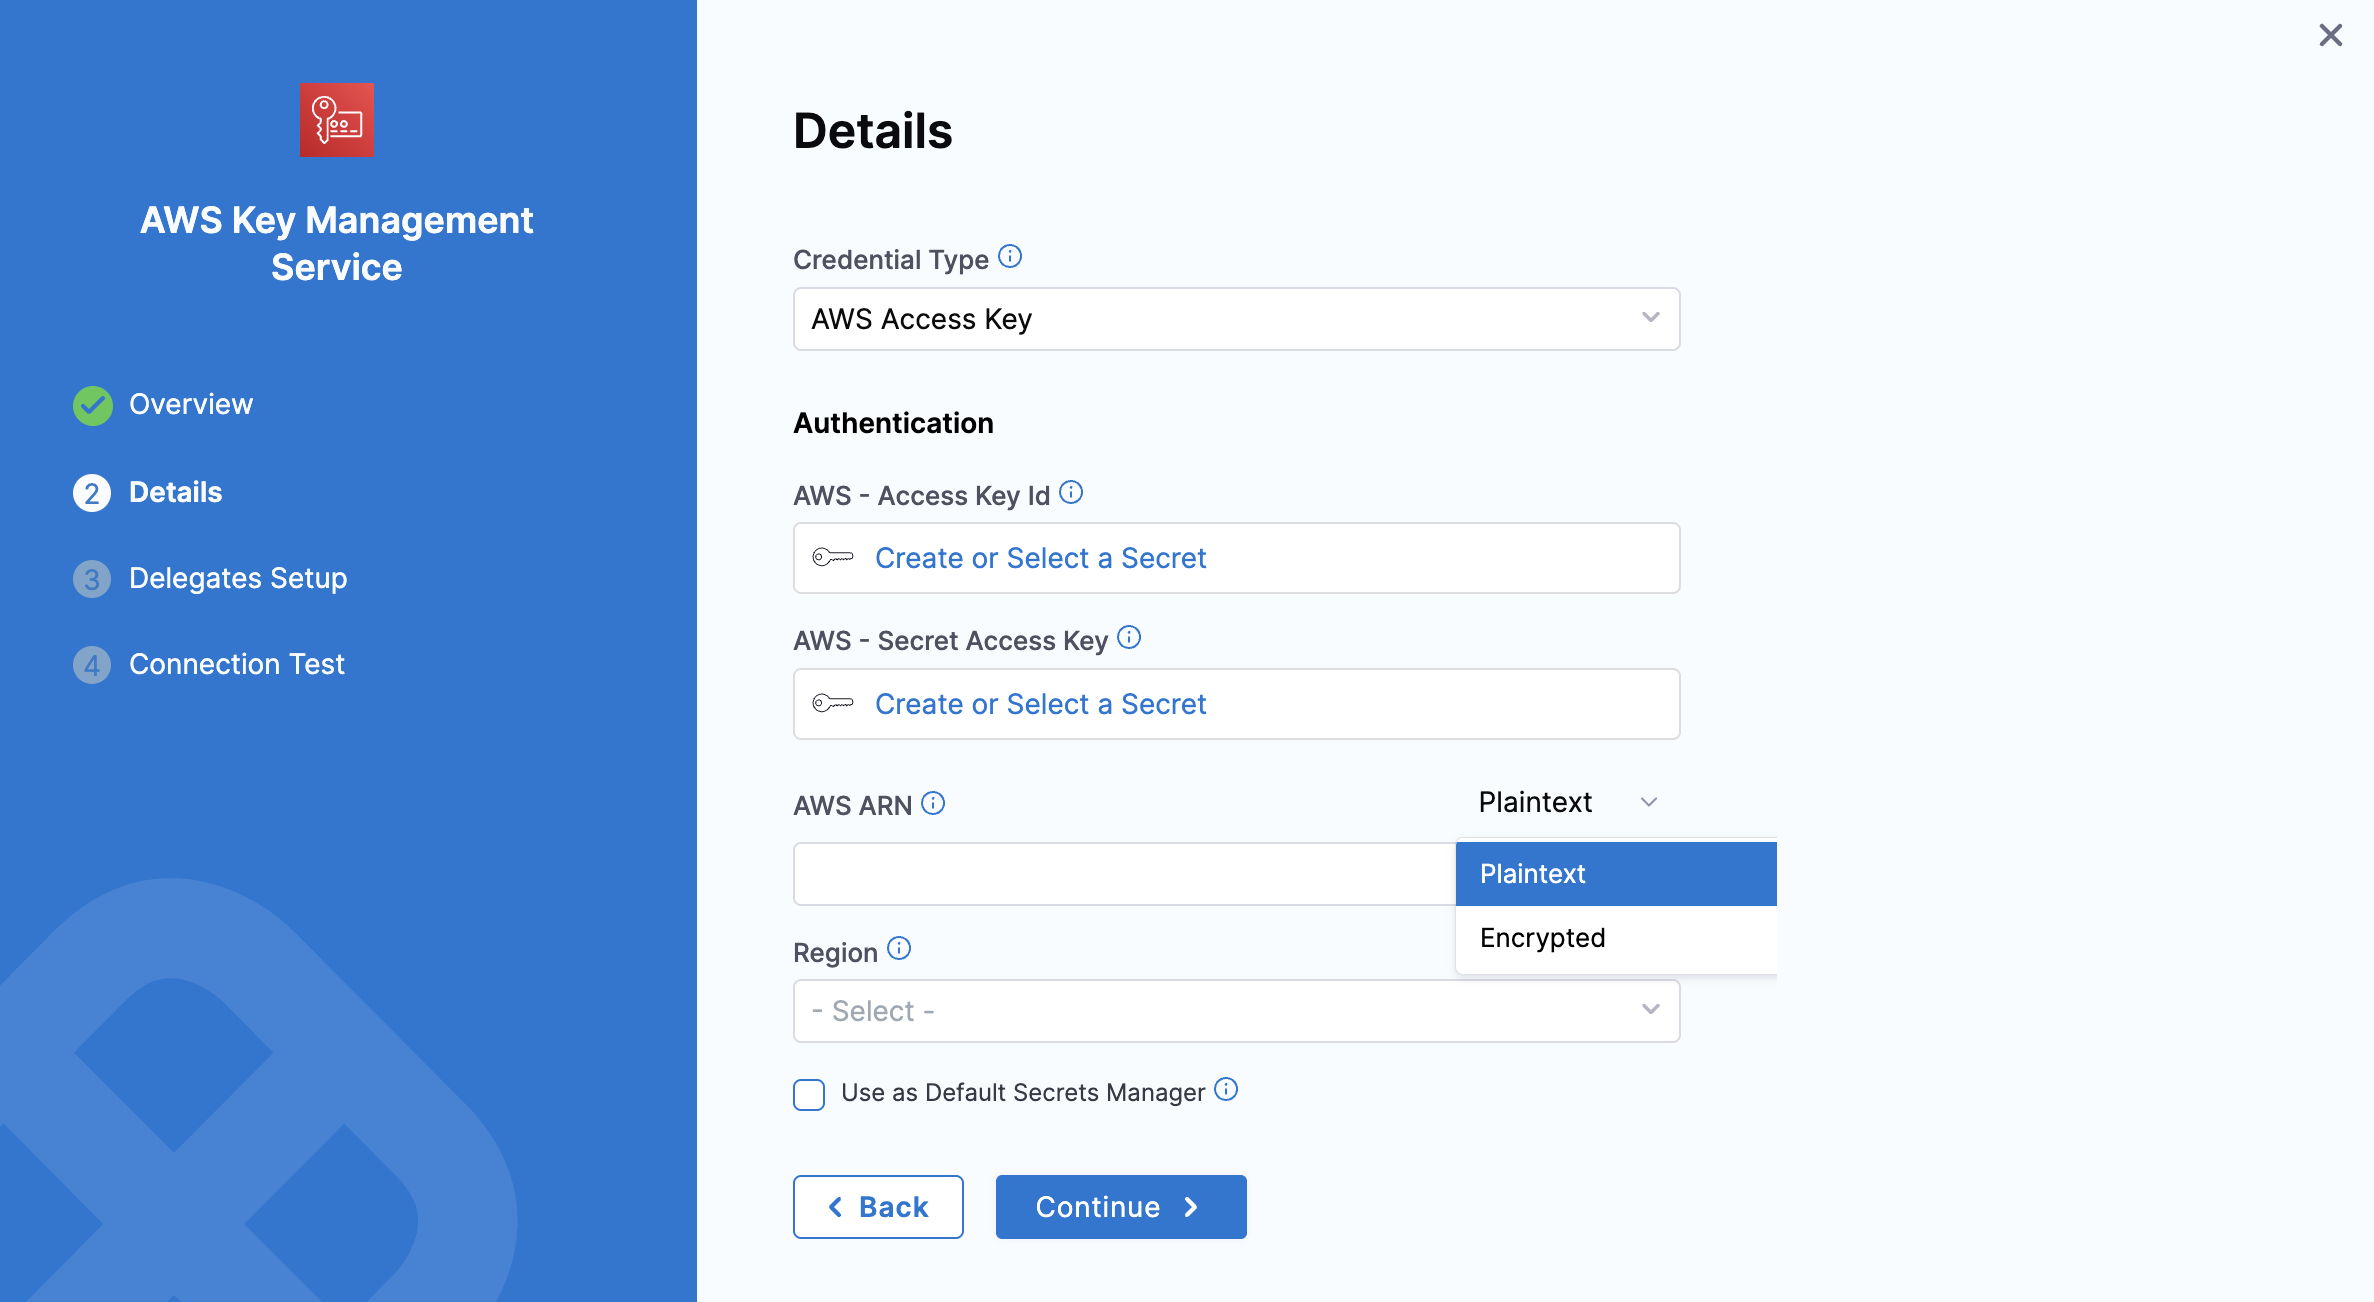 AWS Key Management
Service
Overview
2 Details
3 Delegates Setup
4 Connection Test
Details
Credential Type
AWS Access Key
Authentication
AWS - Access Key Id
Create or Select a Secret
AWS - Secret Access Key
Create or Select a Secret
AWS ARN
Plaintext
Plaintext
Encrypted
Region
- Select -
Use as Default Secrets Manager
Back
Continue